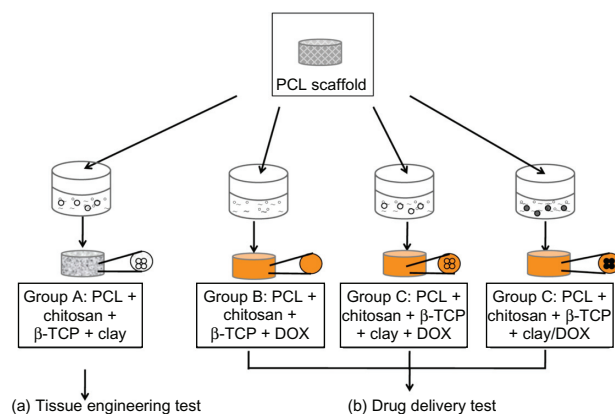 PCL scaffold
Group A: PCL +
chitosan +
β-TCP + clay
Group B: PCL +
chitosan +
β-TCP + DOX
Group C: PCL +
chitosan + β-TCP
+ clay + DOX
Group C: PCL +
chitosan + β-TCP
+ clay/DOX
(a) Tissue engineering test
(b) Drug delivery test